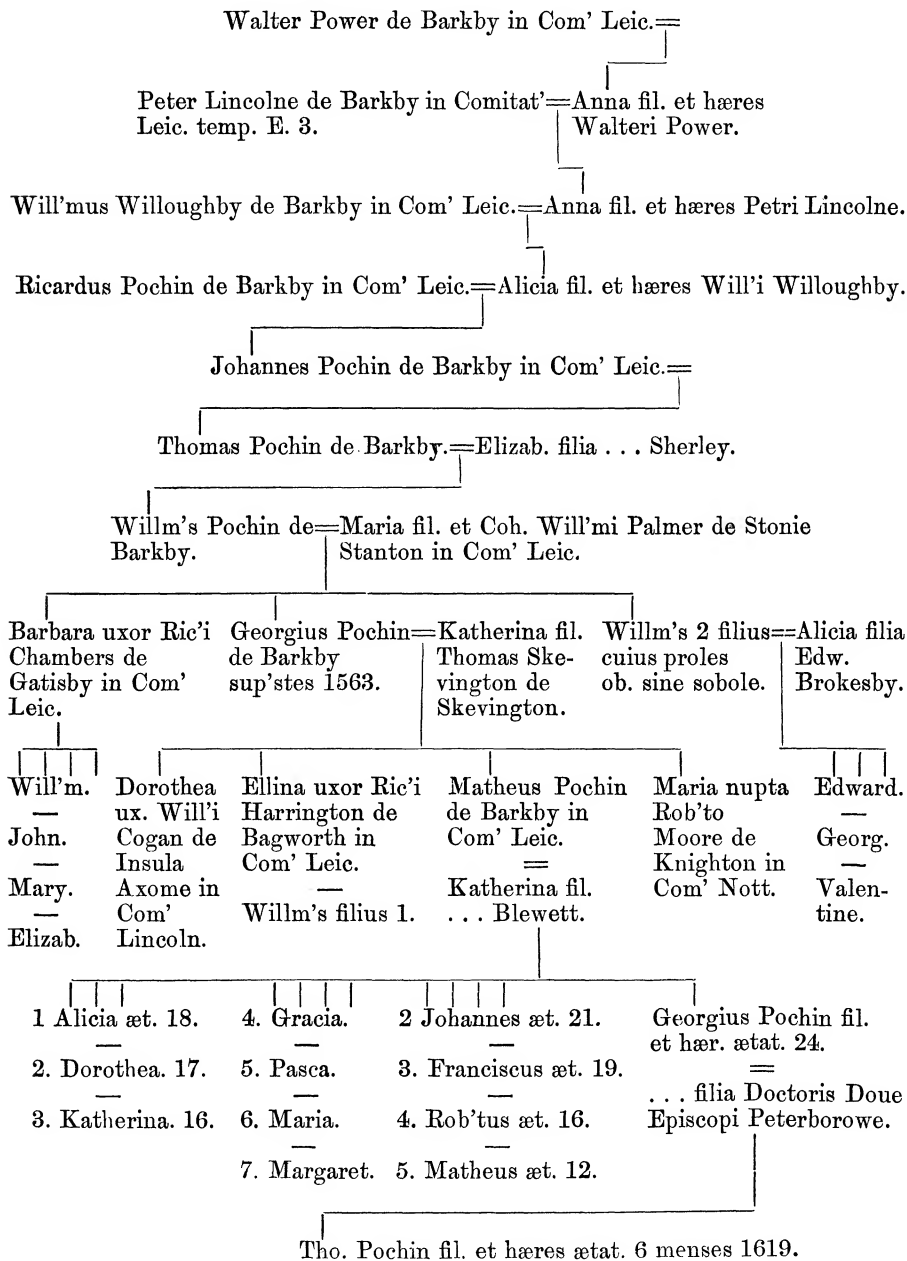 Walter Power de Barkby in Com' Leic.=
Peter Lincolne de Barkby in Comitat'=Anna fil. et hæres
Leic. temp. E. 3.
Walteri Power.
Will'mus Willoughby de Barkby in Com' Leic.=Anna fil. et hæres Petri Lincolne.
Ricardus Pochin de Barkby in Com' Leic.=Alicia fil. et hæres Will'i Willoughby.
Johannes Pochin de Barkby in Com' Leic.=
Thomas Pochin de Barkby.=Elizab. filia . . . Sherley.
Willm's Pochin de=Maria fil. et Coh. Will'mi Palmer de Stonie
Barkby.
Stanton in Com' Leic.
Barbara uxor Ric'i
Chambers de
Gatisby in Com'
Leic.
Georgius Pochin=
de Barkby
sup'stes 1563.
Katherina fil.
Thomas Ske-
vington de
Skevington.
Willm's 2 filius=
cuius proles
ob. sine sobole.
Alicia filia
Edw.
Brokesby.
Will'm.
—
John.
—
Mary.
—
Elizab.
Dorothea
ux. Will'i
Cogan de
Insula
Axome in
Com'
Lincoln.
Ellina uxor Ric'i
Harrington de
Bagworth in
Com' Leic.
—
Willm's filius 1.
Matheus Pochin
de Barkby in
Com' Leic.
=
Katherina fil.
. . . Blewett.
Maria nupta
Rob'to
Moore de
Knighton in
Com' Nott.
Edward.
—
Georg.
—
Valen-
tine.
1 Alicia æt. 18.
—
2. Dorothea. 17.
—
3. Katherina. 16.
4. Gracia.
—
5. Pasca.
—
6. Maria.
—
7. Margaret.
2 Johannes æt. 21.
—
3. Franciscus æt. 19.
—
4. Rob'tus æt. 16.
—
5. Matheus æt. 12.
Georgius Pochin fil.
et hær. ætat. 24.
=
. . . filia Doctoris Doue
Episcopi Peterborowe.
Tho. Pochin fil. et hæres ætat. 6 menses 1619.